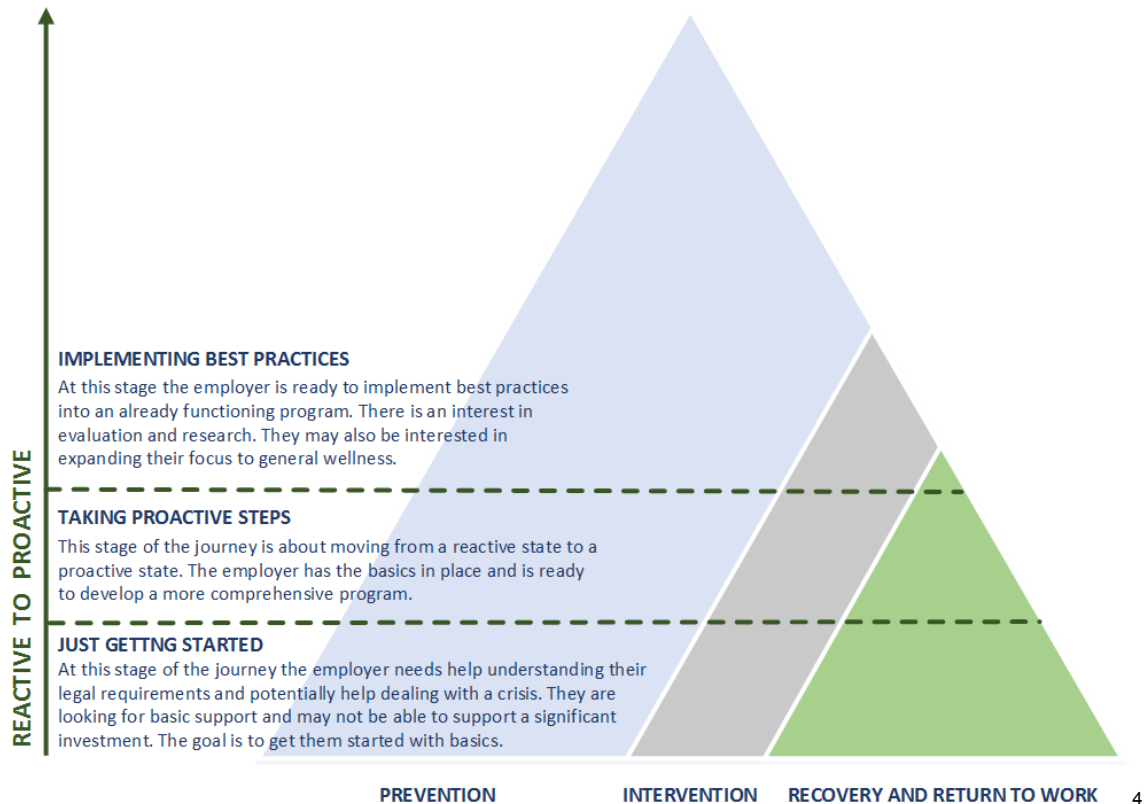 IMPLEMENTING BEST PRACTICES
At this stage the employer is ready to implement best practices
into an already functioning program. There is an interest in
evaluation and research. They may also be interested in
expanding their focus to general wellness.
TAKING PROACTIVE STEPS
This stage of the journey is about moving from a reactive state to a
proactive state. The employer has the basics in place and is ready
to develop a more comprehensive program.
JUST GETTNG STARTED
At this stage of the journey the employer needs help understanding their
legal requirements and potentially help dealing with a crisis. They are
looking for basic support and may not be able to support a significant
investment. The goal is to get them started with basics.
REACTIVE TO PROACTIVE
PREVENTION
INTERVENTION
RECOVERY AND RETURN TO WORK
4